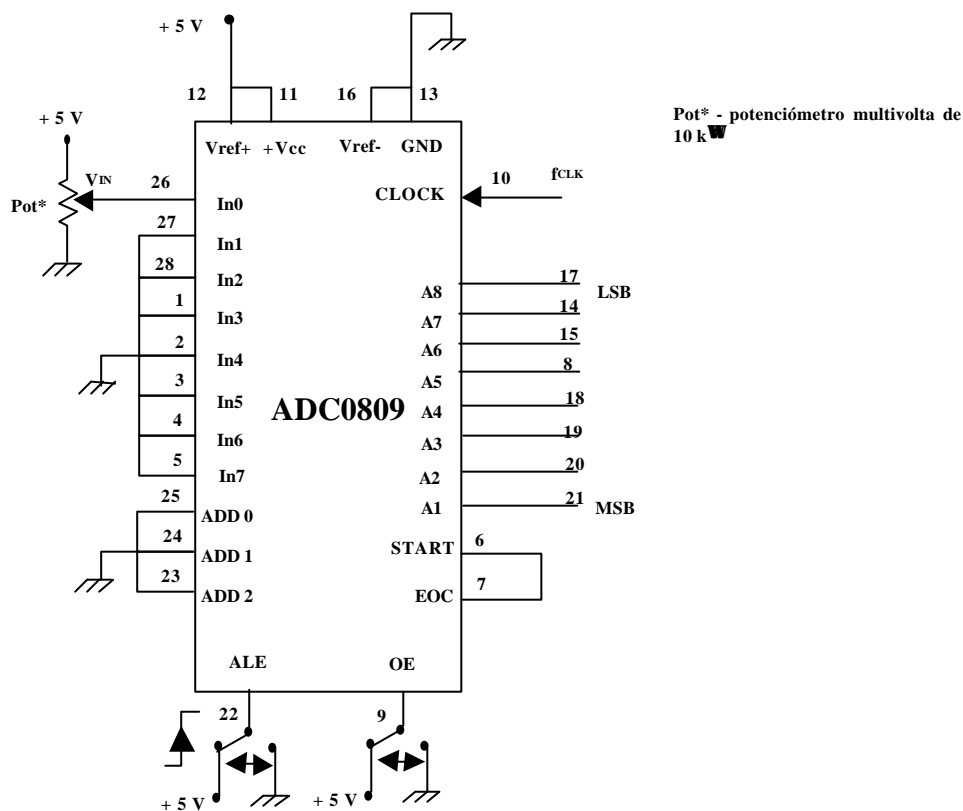 + 5 V
12
11
16
13
Pot* - potenciómetro multivolta de
10 kW
+ 5 V
Vref+
+Vcc
Vref-
GND
VIN
26
10
fCLK
CLOCK
Pot*
In0
27
In1
28
In2
17
LSB
A8
1
In3
14
A7
2
In4
15
A6
3
In5
8
A5
ADC0809
18
A4
4
In6
19
A3
5
In7
20
A2
25
ADD 0
21
MSB
A1
24
ADD 1
START
6
23
ADD 2
EOC
7
ALE
OE
22
9
+ 5 V
+ 5 V